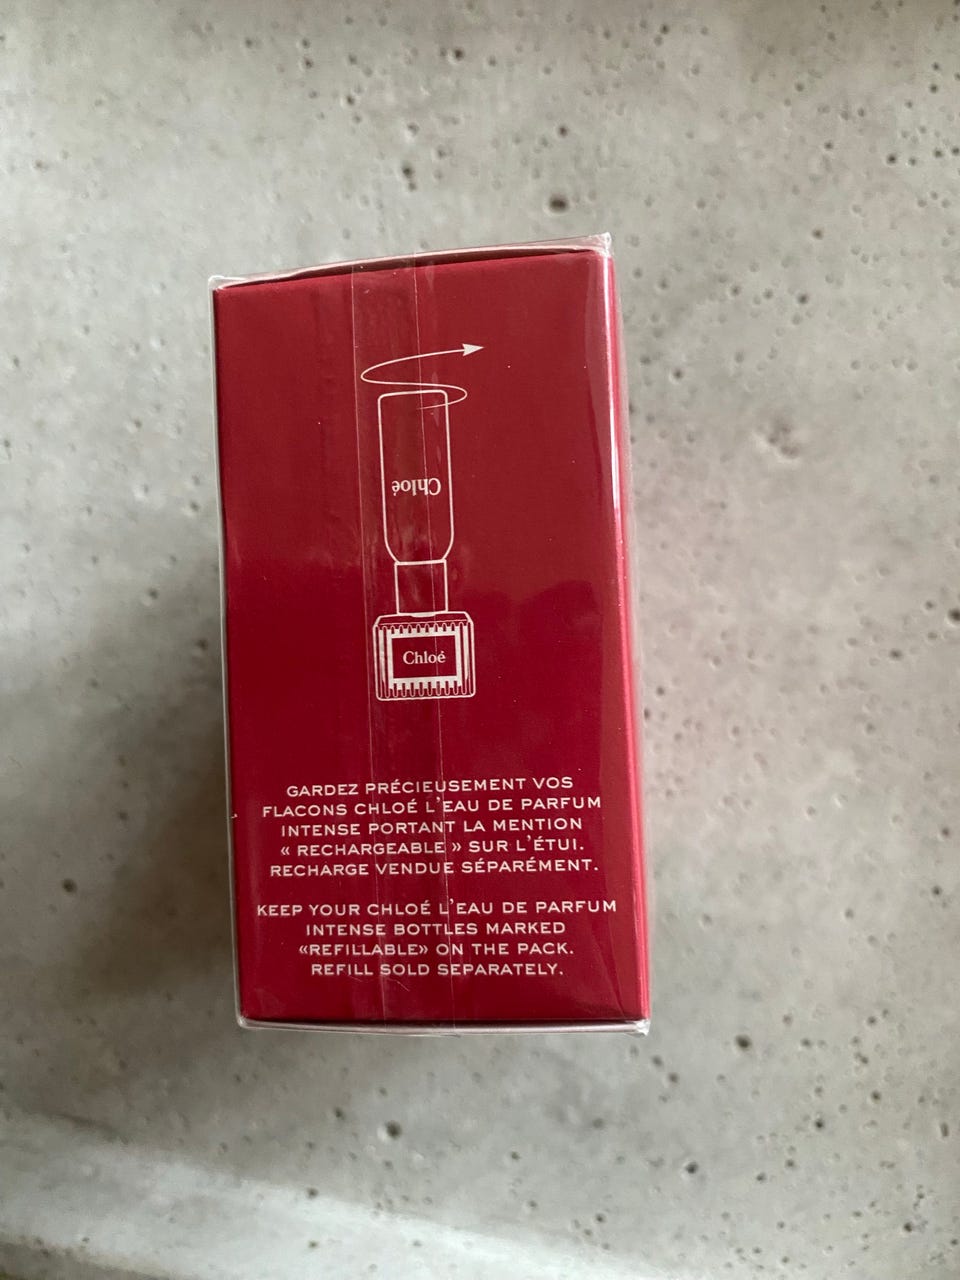 Chloé
Chloé
GARDEZ PRÉCIEUSEMENT VOS
FLACONS CHLOÉ L'EAU DE PARFUM
INTENSE PORTANT LA MENTION
« RECHARGEABLE » SUR L'ÉTUI.
RECHARGE VENDUE SÉPARÉMENT.
KEEP YOUR CHLOÉ L'EAU DE PARFUM
INTENSE BOTTLES MARKED
«REFILLABLE» ON THE PACK.
REFILL SOLD SEPARATELY.